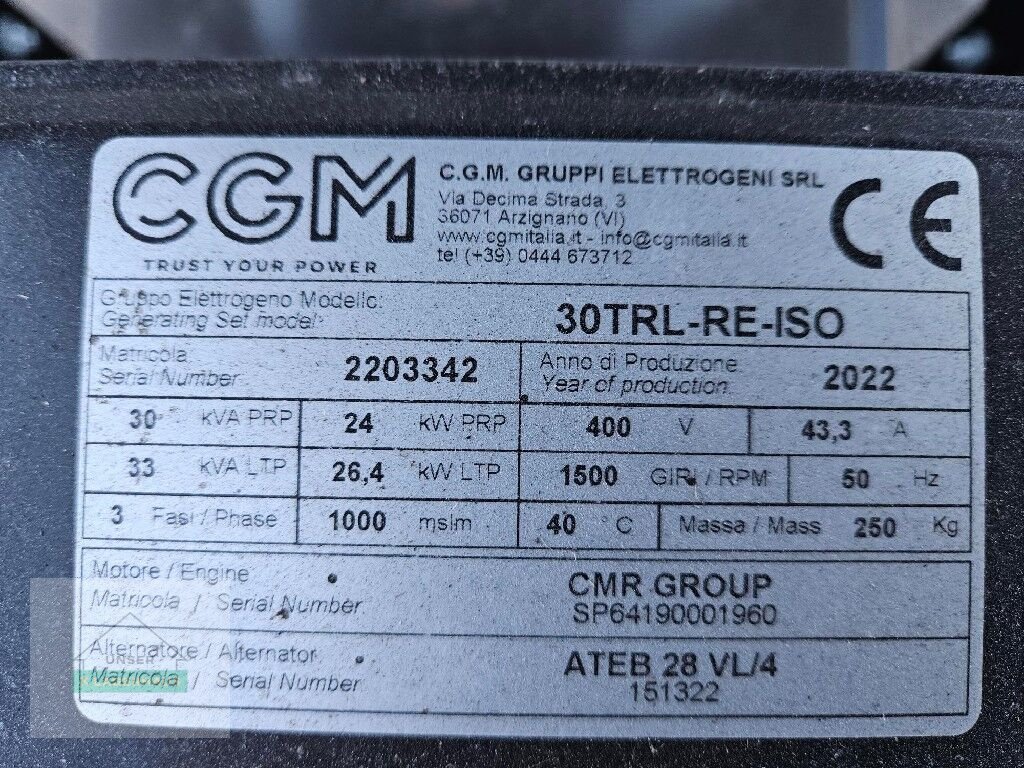 CGM
TRUST YOUR POWER
C.G.M. GRUPPI ELETTROGENI SRL
Via Decima Strada, 3
36071 Arzignano (VI)
www.cgmitalia.it - info@cgmitalia.it
tel (+39) 0444 673712
CE
Gruppo Elettrogeno Modello:
Generating Set model:
30TRL-RE-ISO
Matricola
Serial Number
2203342
Anno di Produzione
Year of production
2022
30 kVA PRP 24 kW PRP 400 V 43,3 A
33 kVA LTP 26,4 kW LTP 1500 GIRI / RPM 50 Hz
3 Fasi / Phase 1000 mslm 40 °C Massa / Mass 250 Kg
Motore / Engine
Matricola / Serial Number
CMR GROUP
SP64190001960
Alternatore / Alternator
Matricola / Serial Number
ATEB 28 VL/4
151322
UNSER